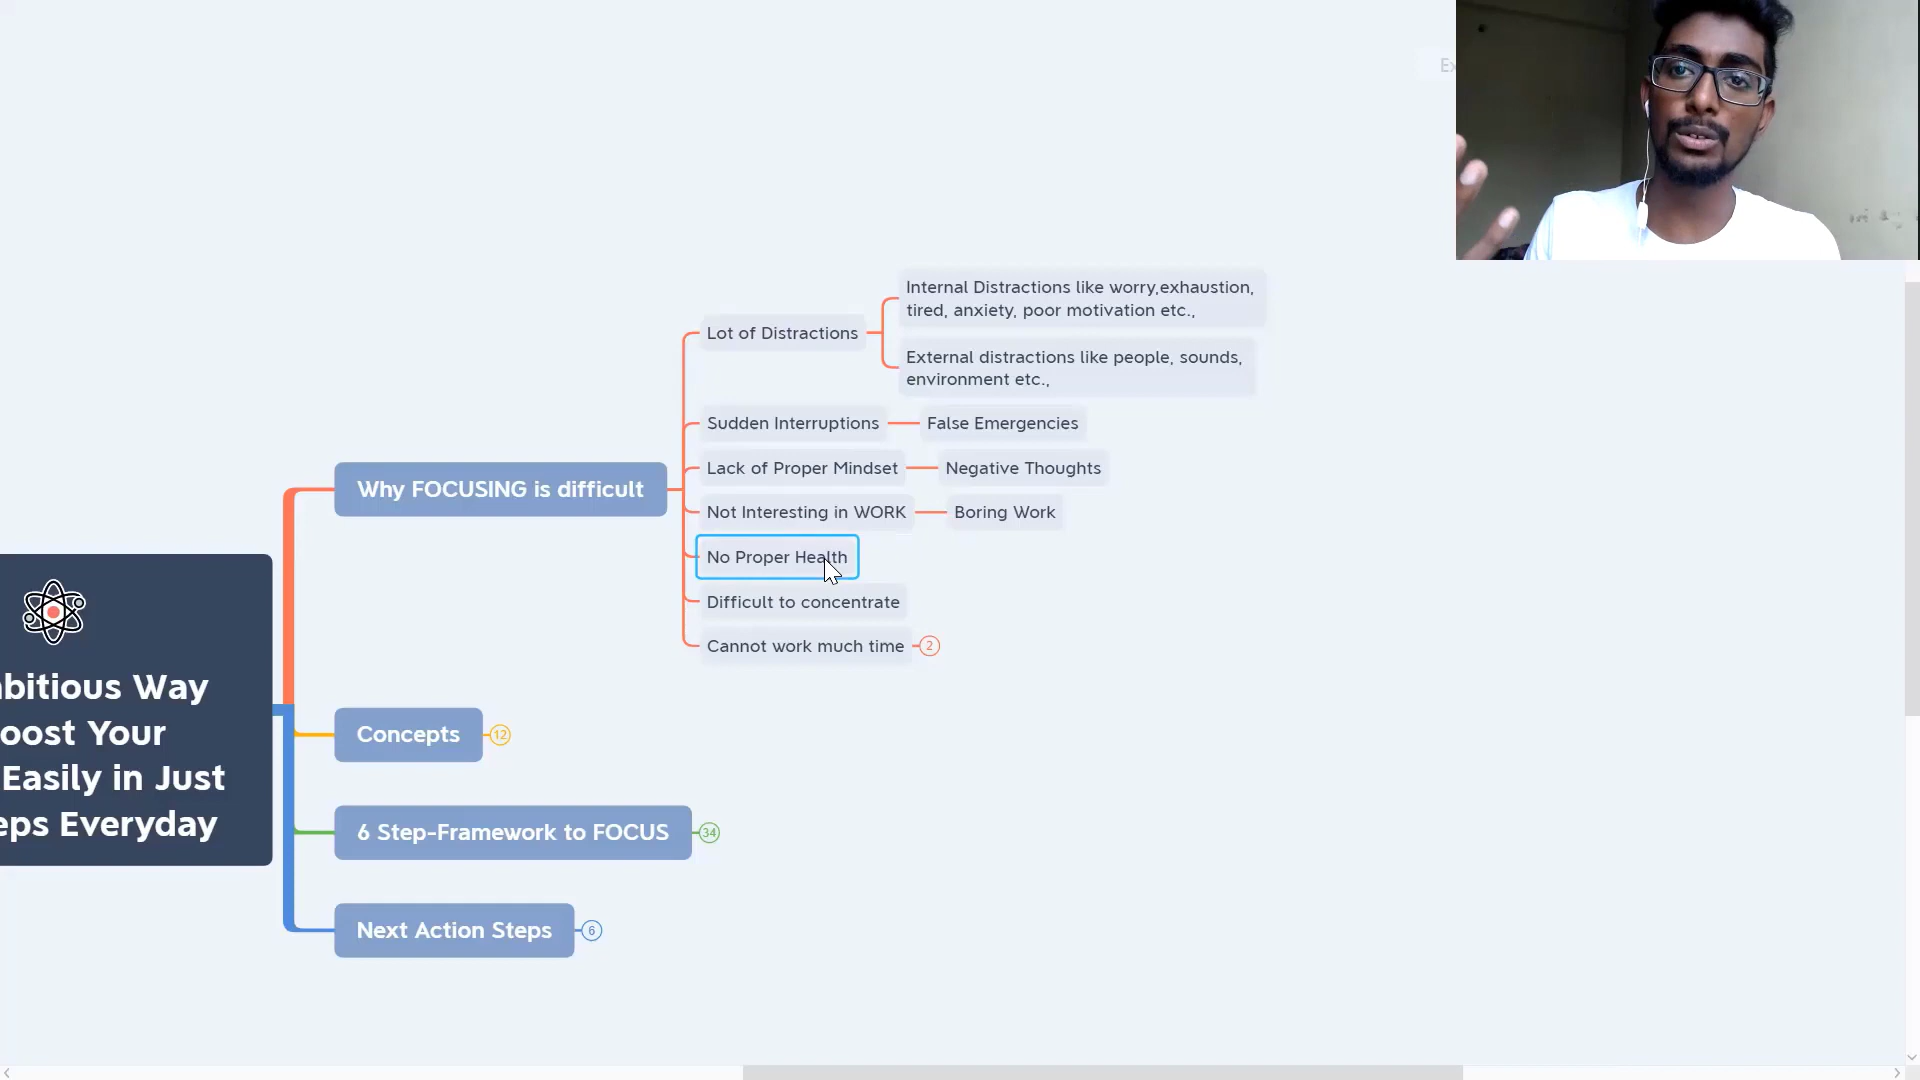 Ex
Internal Distractions like worry,exhaustion,
tired, anxiety, poor motivation etc.,
Lot of Distractions
External distractions like people, sounds,
environment etc.,
Sudden Interruptions
False Emergencies
Lack of Proper Mindset
Negative Thoughts
Why FOCUSING is difficult
Not Interesting in WORK
Boring Work
No Proper Health
Difficult to concentrate
Cannot work much time
2
bitious Way
oost Your
Easily in Just
eps Everyday
Concepts
12
6 Step-Framework to FOCUS
34
Next Action Steps
6